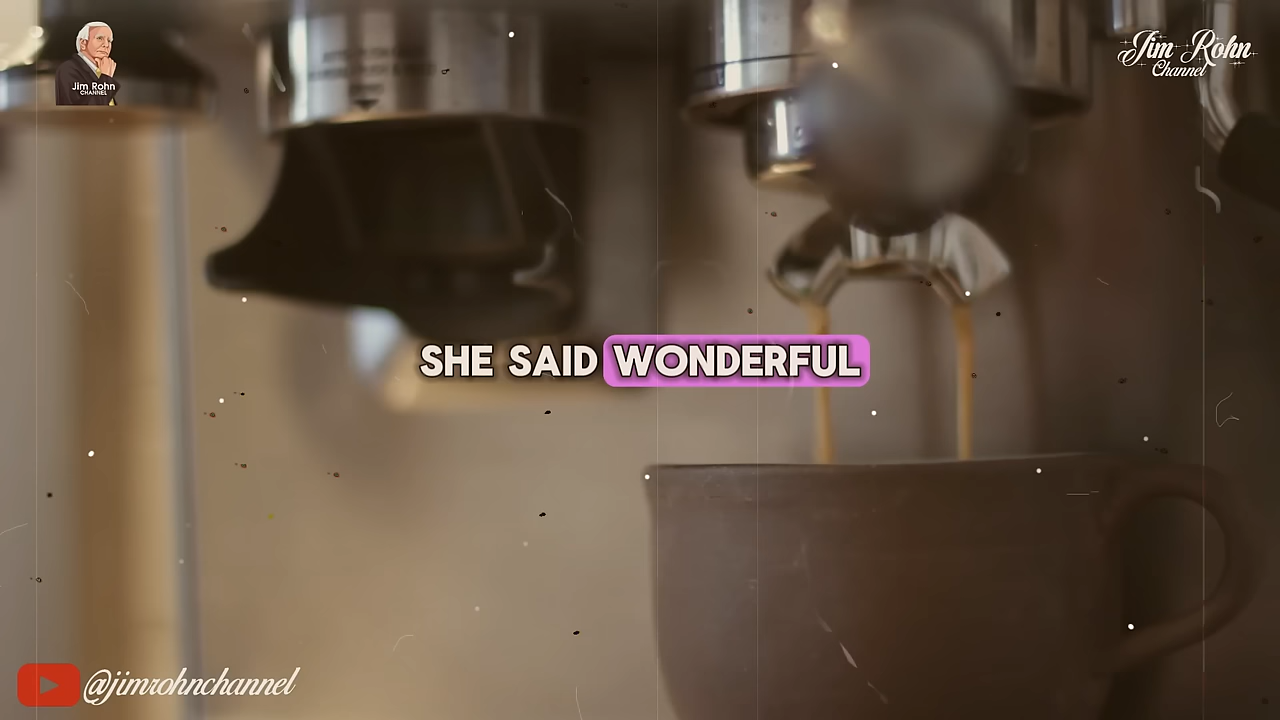 Jim Rohn
CHANNEL
Jim Rohn
Channel
SHE SAID WONDERFUL
@jimrohnchannel